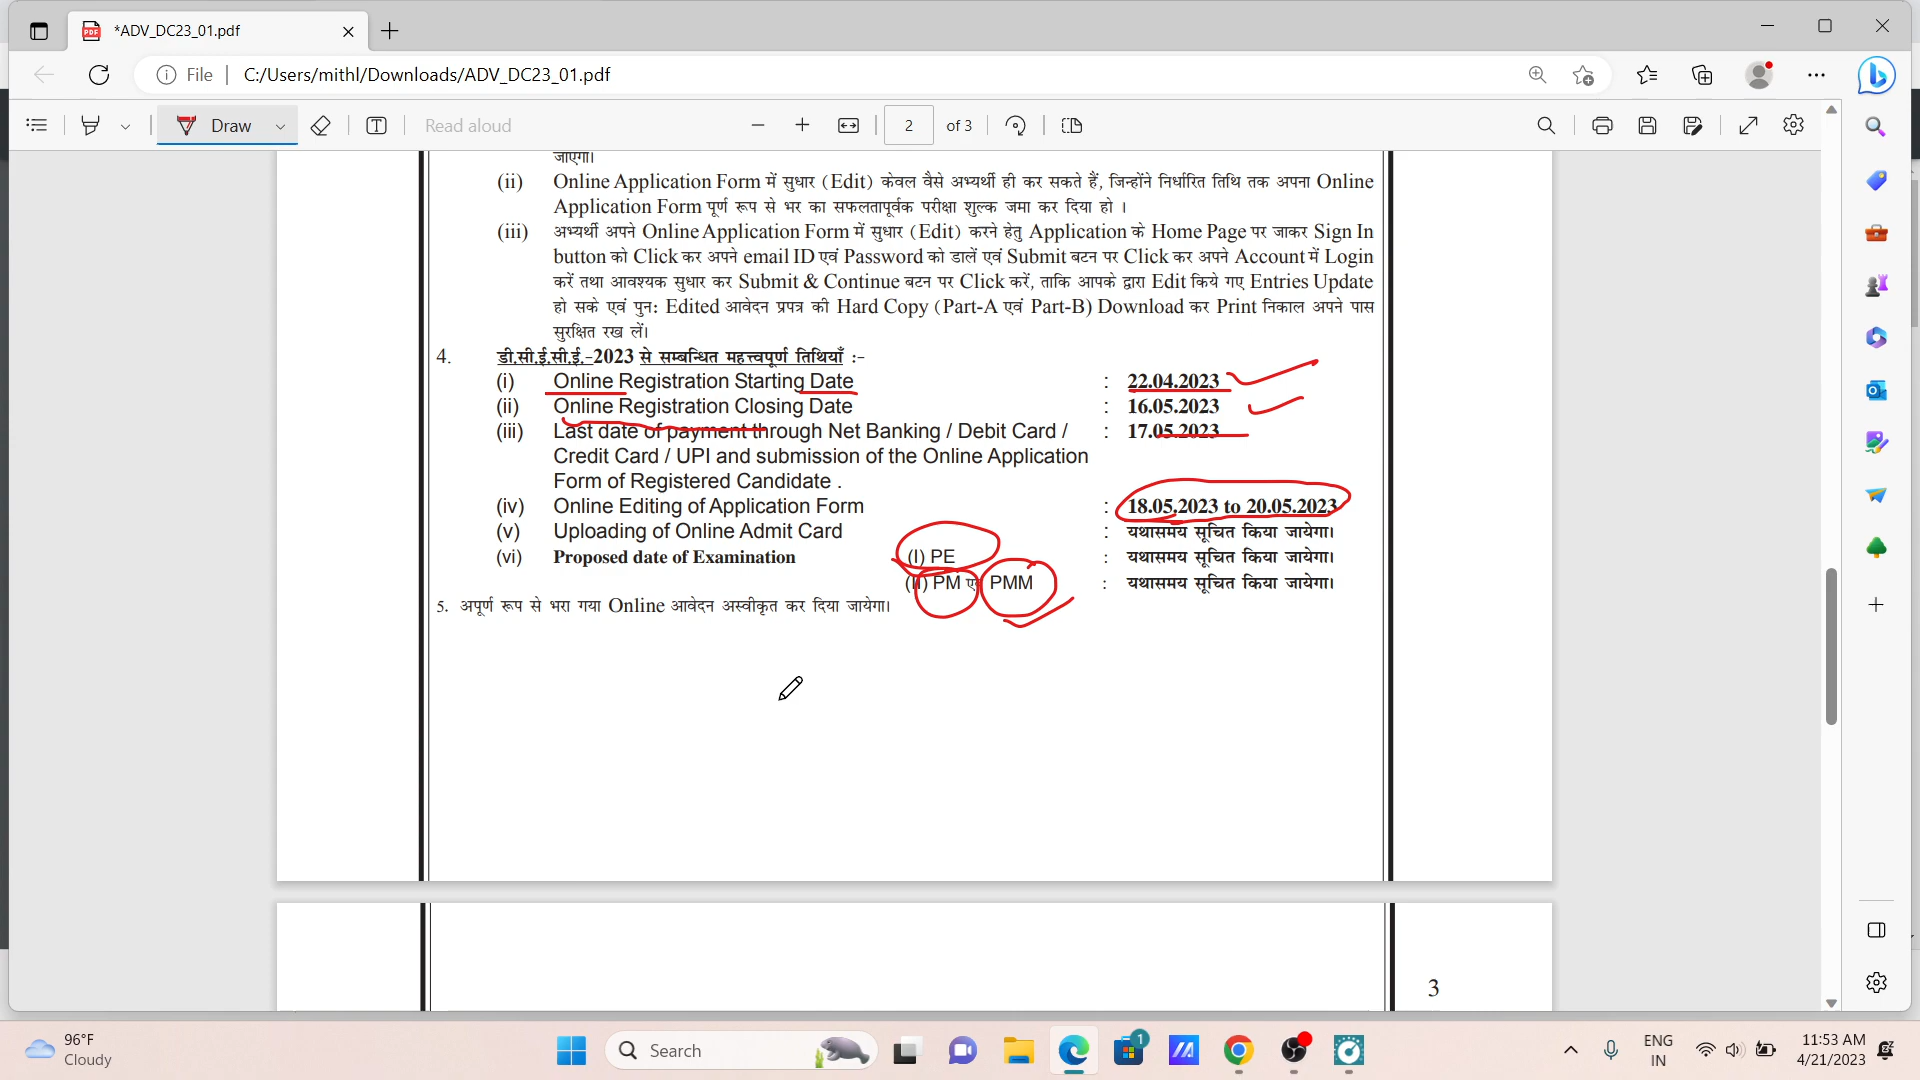 *ADV_DC23_01.pdf
File
C:/Users/mithl/Downloads/ADV_DC23_01.pdf
Draw
Read aloud
2 of 3
जाएगा।
(ii) Online Application Form में सुधार (Edit) केवल वैसे अभ्यर्थी ही कर सकते हैं, जिन्होंने निर्धारित तिथि तक अपना Online
Application Form पूर्ण रूप से भर का सफलतापूर्वक परीक्षा शुल्क जमा कर दिया हो ।
(iii) अभ्यर्थी अपने Online Application Form में सुधार (Edit) करने हेतु Application के Home Page पर जाकर Sign In
button को Click कर अपने email ID एवं Password को डालें एवं Submit बटन पर Click कर अपने Account में Login
करें तथा आवश्यक सुधार कर Submit & Continue बटन पर Click करें, ताकि आपके द्वारा Edit किये गए Entries Update
हो सके एवं पुन: Edited आवेदन प्रपत्र की Hard Copy (Part-A एवं Part-B) Download कर Print निकाल अपने पास
सुरक्षित रख लें।
4. डी.सी.ई.सी.ई.-2023 से सम्बन्धित महत्त्वपूर्ण तिथियाँ :-
(i) Online Registration Starting Date : 22.04.2023
(ii) Online Registration Closing Date : 16.05.2023
(iii) Last date of payment through Net Banking / Debit Card / : 17.05.2023
Credit Card / UPI and submission of the Online Application
Form of Registered Candidate .
(iv) Online Editing of Application Form : 18.05.2023 to 20.05.2023
(v) Uploading of Online Admit Card : यथासमय सूचित किया जायेगा।
(vi) Proposed date of Examination (I) PE : यथासमय सूचित किया जायेगा।
(II) PM एवं PMM : यथासमय सूचित किया जायेगा।
5. अपूर्ण रूप से भरा गया Online आवेदन अस्वीकृत कर दिया जायेगा।
3
96°F
Cloudy
Search
1
ENG
IN
11:53 AM
4/21/2023